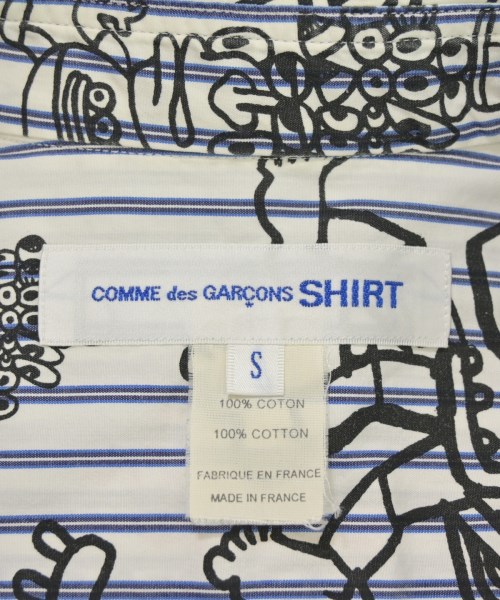 COMME des GARÇONS SHIRT
S
100% COTON
100% COTTON
FABRIQUE EN FRANCE
MADE IN FRANCE